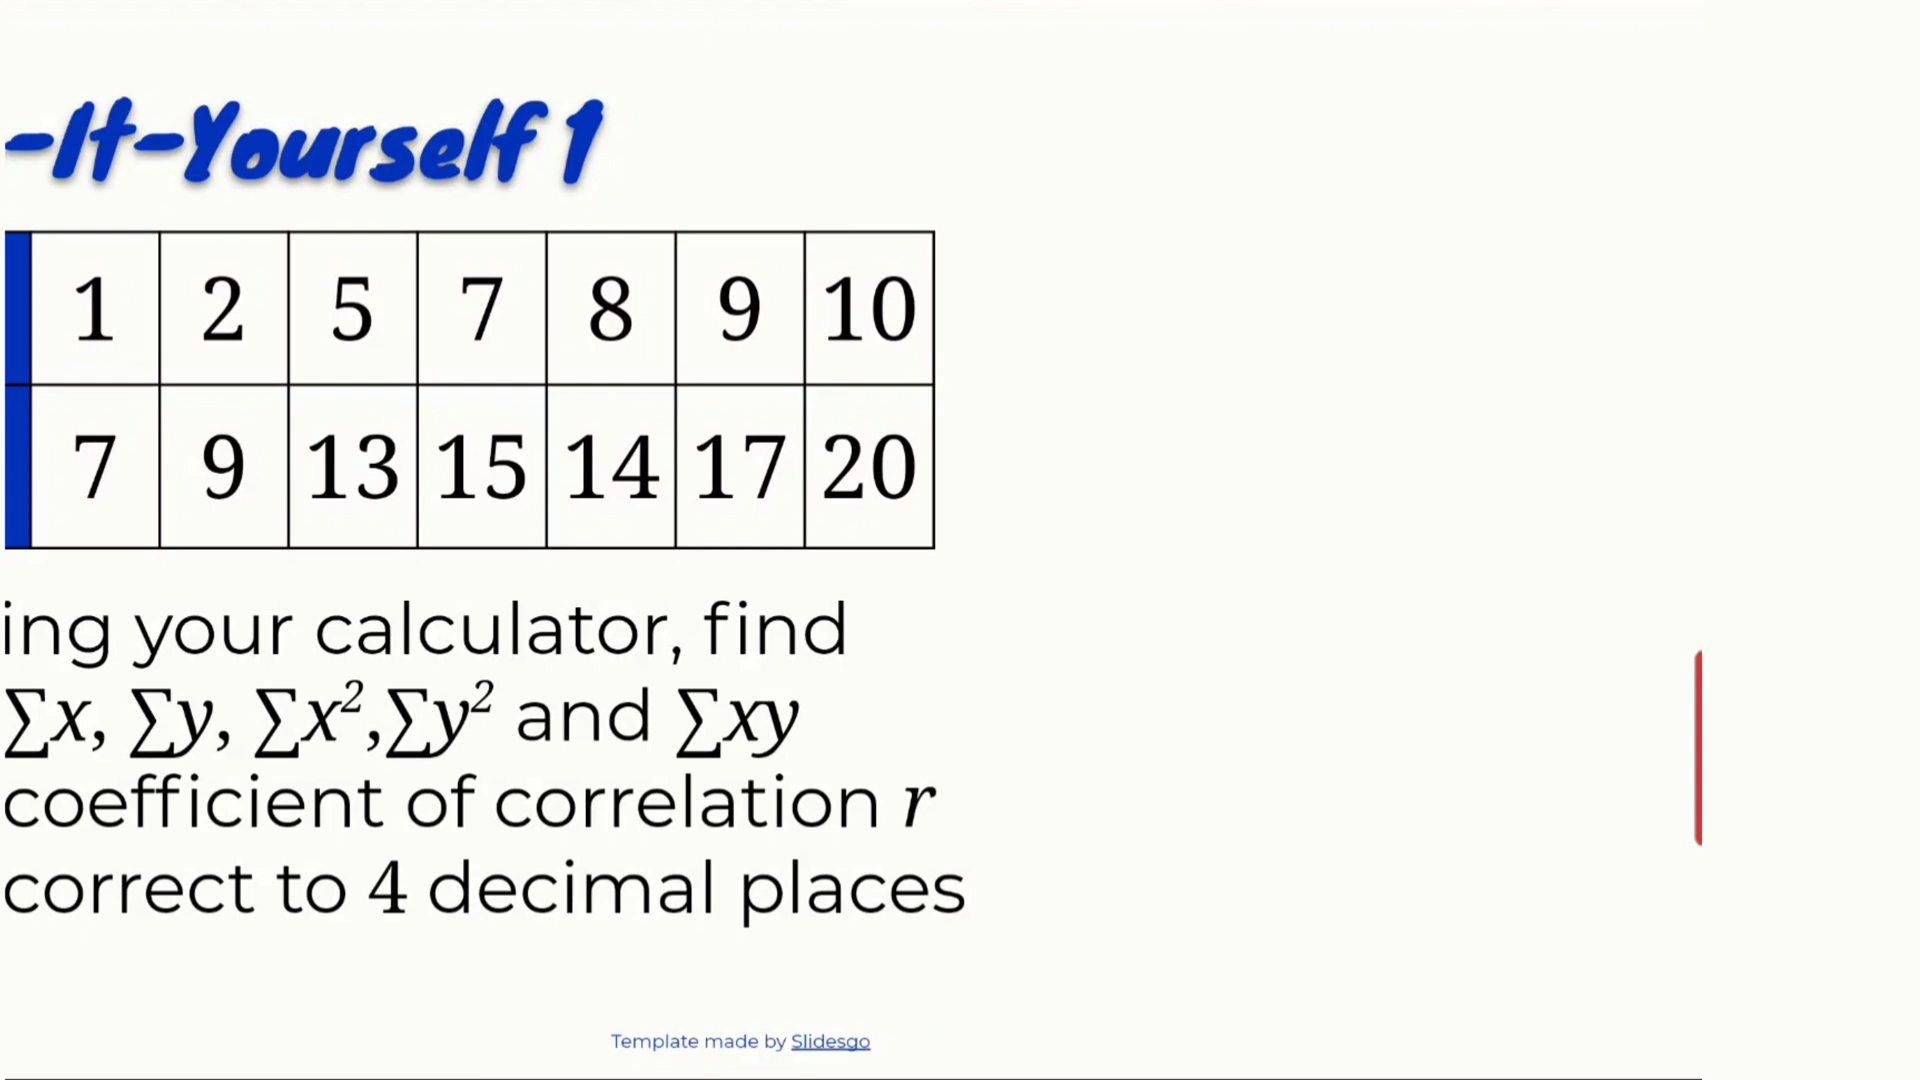 -It-Yourself 1
1 2 5 7 8 9 10
7 9 13 15 14 17 20
ing your calculator, find
∑x, ∑y, ∑x²,∑y² and ∑xy
coefficient of correlation r
correct to 4 decimal places
Template made by Slidesgo